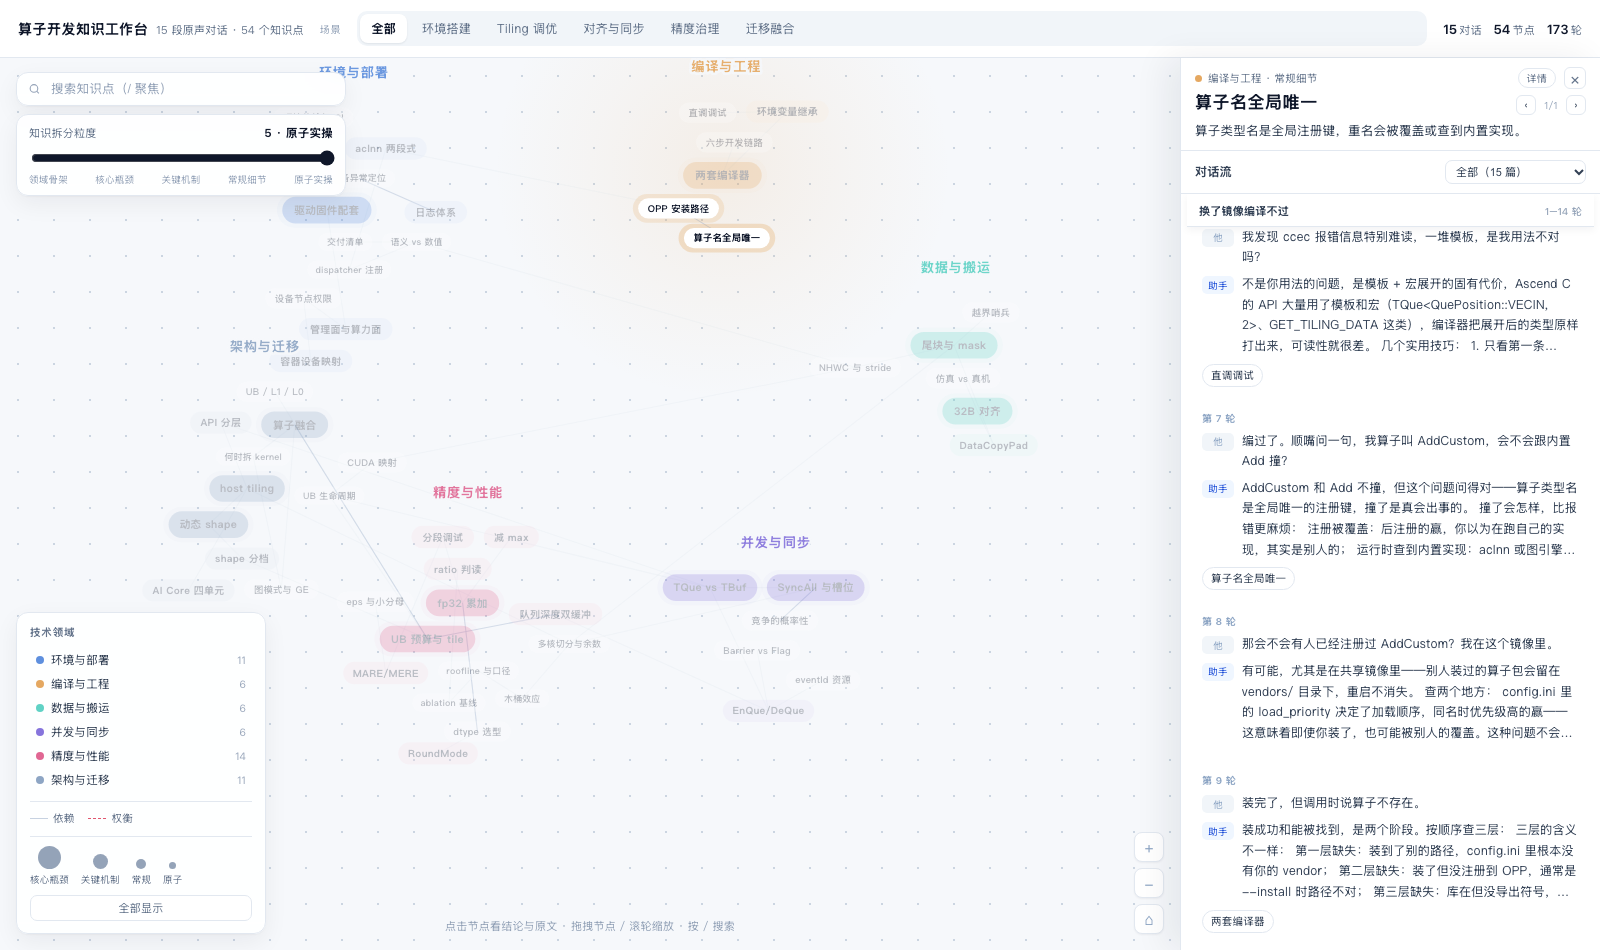 算子开发知识工作台 15 段原声对话 · 54 个知识点 场景 全部 环境搭建 Tiling 调优 对齐与同步 精度治理 迁移融合 15 对话 54 节点 173 轮
搜索知识点（/ 聚焦）
知识拆分粒度 5 · 原子实操
领域骨架 核心瓶颈 关键机制 常规细节 原子实操
环境与部署
aclnn 两段式
异常定位
驱动固件配套
日志体系
交付清单 语义 vs 数值
dispatcher 注册
设备节点权限
管理面与算力面
容器设备映射
编译与工程
直调调试 环境变量继承
六步开发链路
两套编译器
OPP 安装路径
算子名全局唯一
数据与搬运
越界哨兵
尾块与 mask
NHWC 与 stride
仿真 vs 真机
32B 对齐
DataCopyPad
架构与迁移
UB / L1 / L0
API 分层 算子融合
何时拆 kernel
CUDA 映射
host tiling UB 生命周期
动态 shape
shape 分档
AI Core 四单元 图模式与 GE
精度与性能
分段调试 减 max
ratio 判读
eps 与小分母 fp32 累加
队列深度双缓冲
UB 预算与 tile
多核切分与余数
MARE/MERE roofline 与口径
ablation 基线 木桶效应
dtype 选型
RoundMode
并发与同步
TQue vs TBuf SyncAll 与槽位
竞争的概率性
Barrier vs Flag
eventId 资源
EnQue/DeQue
技术领域
环境与部署 11
编译与工程 6
数据与搬运 6
并发与同步 6
精度与性能 14
架构与迁移 11
依赖 权衡
核心瓶颈 关键机制 常规 原子
全部显示
点击节点看结论与原文 · 拖拽节点 / 滚轮缩放 · 按 / 搜索
+
−
⌂
编译与工程 · 常规细节 详情 ×
算子名全局唯一 ‹ 1/1 ›
算子类型名是全局注册键，重名会被覆盖或查到内置实现。
对话流 全部（15 篇）
换了镜像编译不过 1—14 轮
他 我发现 ccec 报错信息特别难读，一堆模板，是我用法不对
吗？
助手 不是你用法的问题，是模板 + 宏展开的固有代价，Ascend C
的 API 大量用了模板和宏（TQue<QuePosition::VECIN,
2>、GET_TILING_DATA 这类），编译器把展开后的类型原样
打出来，可读性就很差。 几个实用技巧： 1. 只看第一条…
直调调试
第 7 轮
他 编过了。顺嘴问一句，我算子叫 AddCustom，会不会跟内置
Add 撞？
助手 AddCustom 和 Add 不撞，但这个问题问得对——算子类型名
是全局唯一的注册键，撞了是真会出事的。 撞了会怎样，比报
错更麻烦： 注册被覆盖：后注册的赢，你以为在跑自己的实
现，其实是别人的； 运行时查到内置实现：aclnn 或图引擎…
算子名全局唯一
第 8 轮
他 那会不会有人已经注册过 AddCustom？我在这个镜像里。
助手 有可能，尤其是在共享镜像里——别人装过的算子包会留在
vendors/ 目录下，重启不消失。 查两个地方： config.ini 里
的 load_priority 决定了加载顺序，同名时优先级高的赢——
这意味着即使你装了，也可能被别人的覆盖。这种问题不会…
第 9 轮
他 装完了，但调用时说算子不存在。
助手 装成功和能被找到，是两个阶段。按顺序查三层： 三层的含义
不一样： 第一层缺失：装到了别的路径，config.ini 里根本没
有你的 vendor； 第二层缺失：装了但没注册到 OPP，通常是
--install 时路径不对； 第三层缺失：库在但没导出符号，…
两套编译器